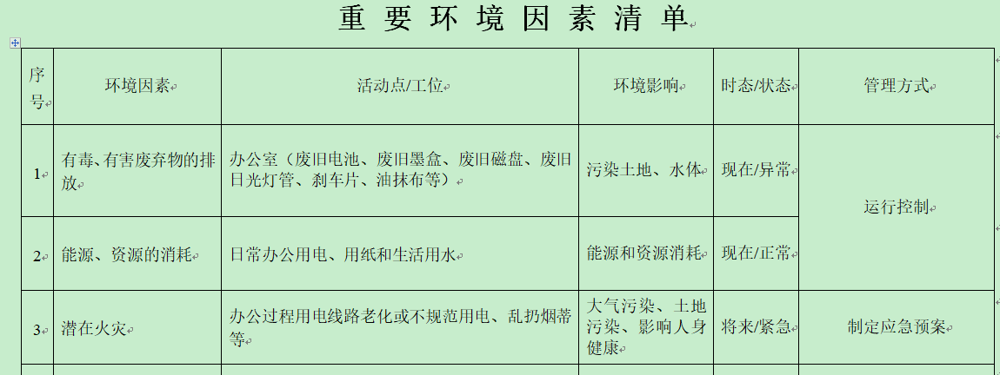 重要环境因素清单
序号
环境因素
活动点/工位
环境影响
时态/状态
管理方式
1
有毒、有害废弃物的排
放
办公室（废旧电池、废旧墨盒、废旧磁盘、废旧
日光灯管、刹车片、油抹布等）
污染土地、水体
现在/异常
运行控制
2
能源、资源的消耗
日常办公用电、用纸和生活用水
能源和资源消耗
现在/正常
3
潜在火灾
办公过程用电线路老化或不规范用电、乱扔烟蒂
等
大气污染、土地
污染、影响人身
健康
将来/紧急
制定应急预案